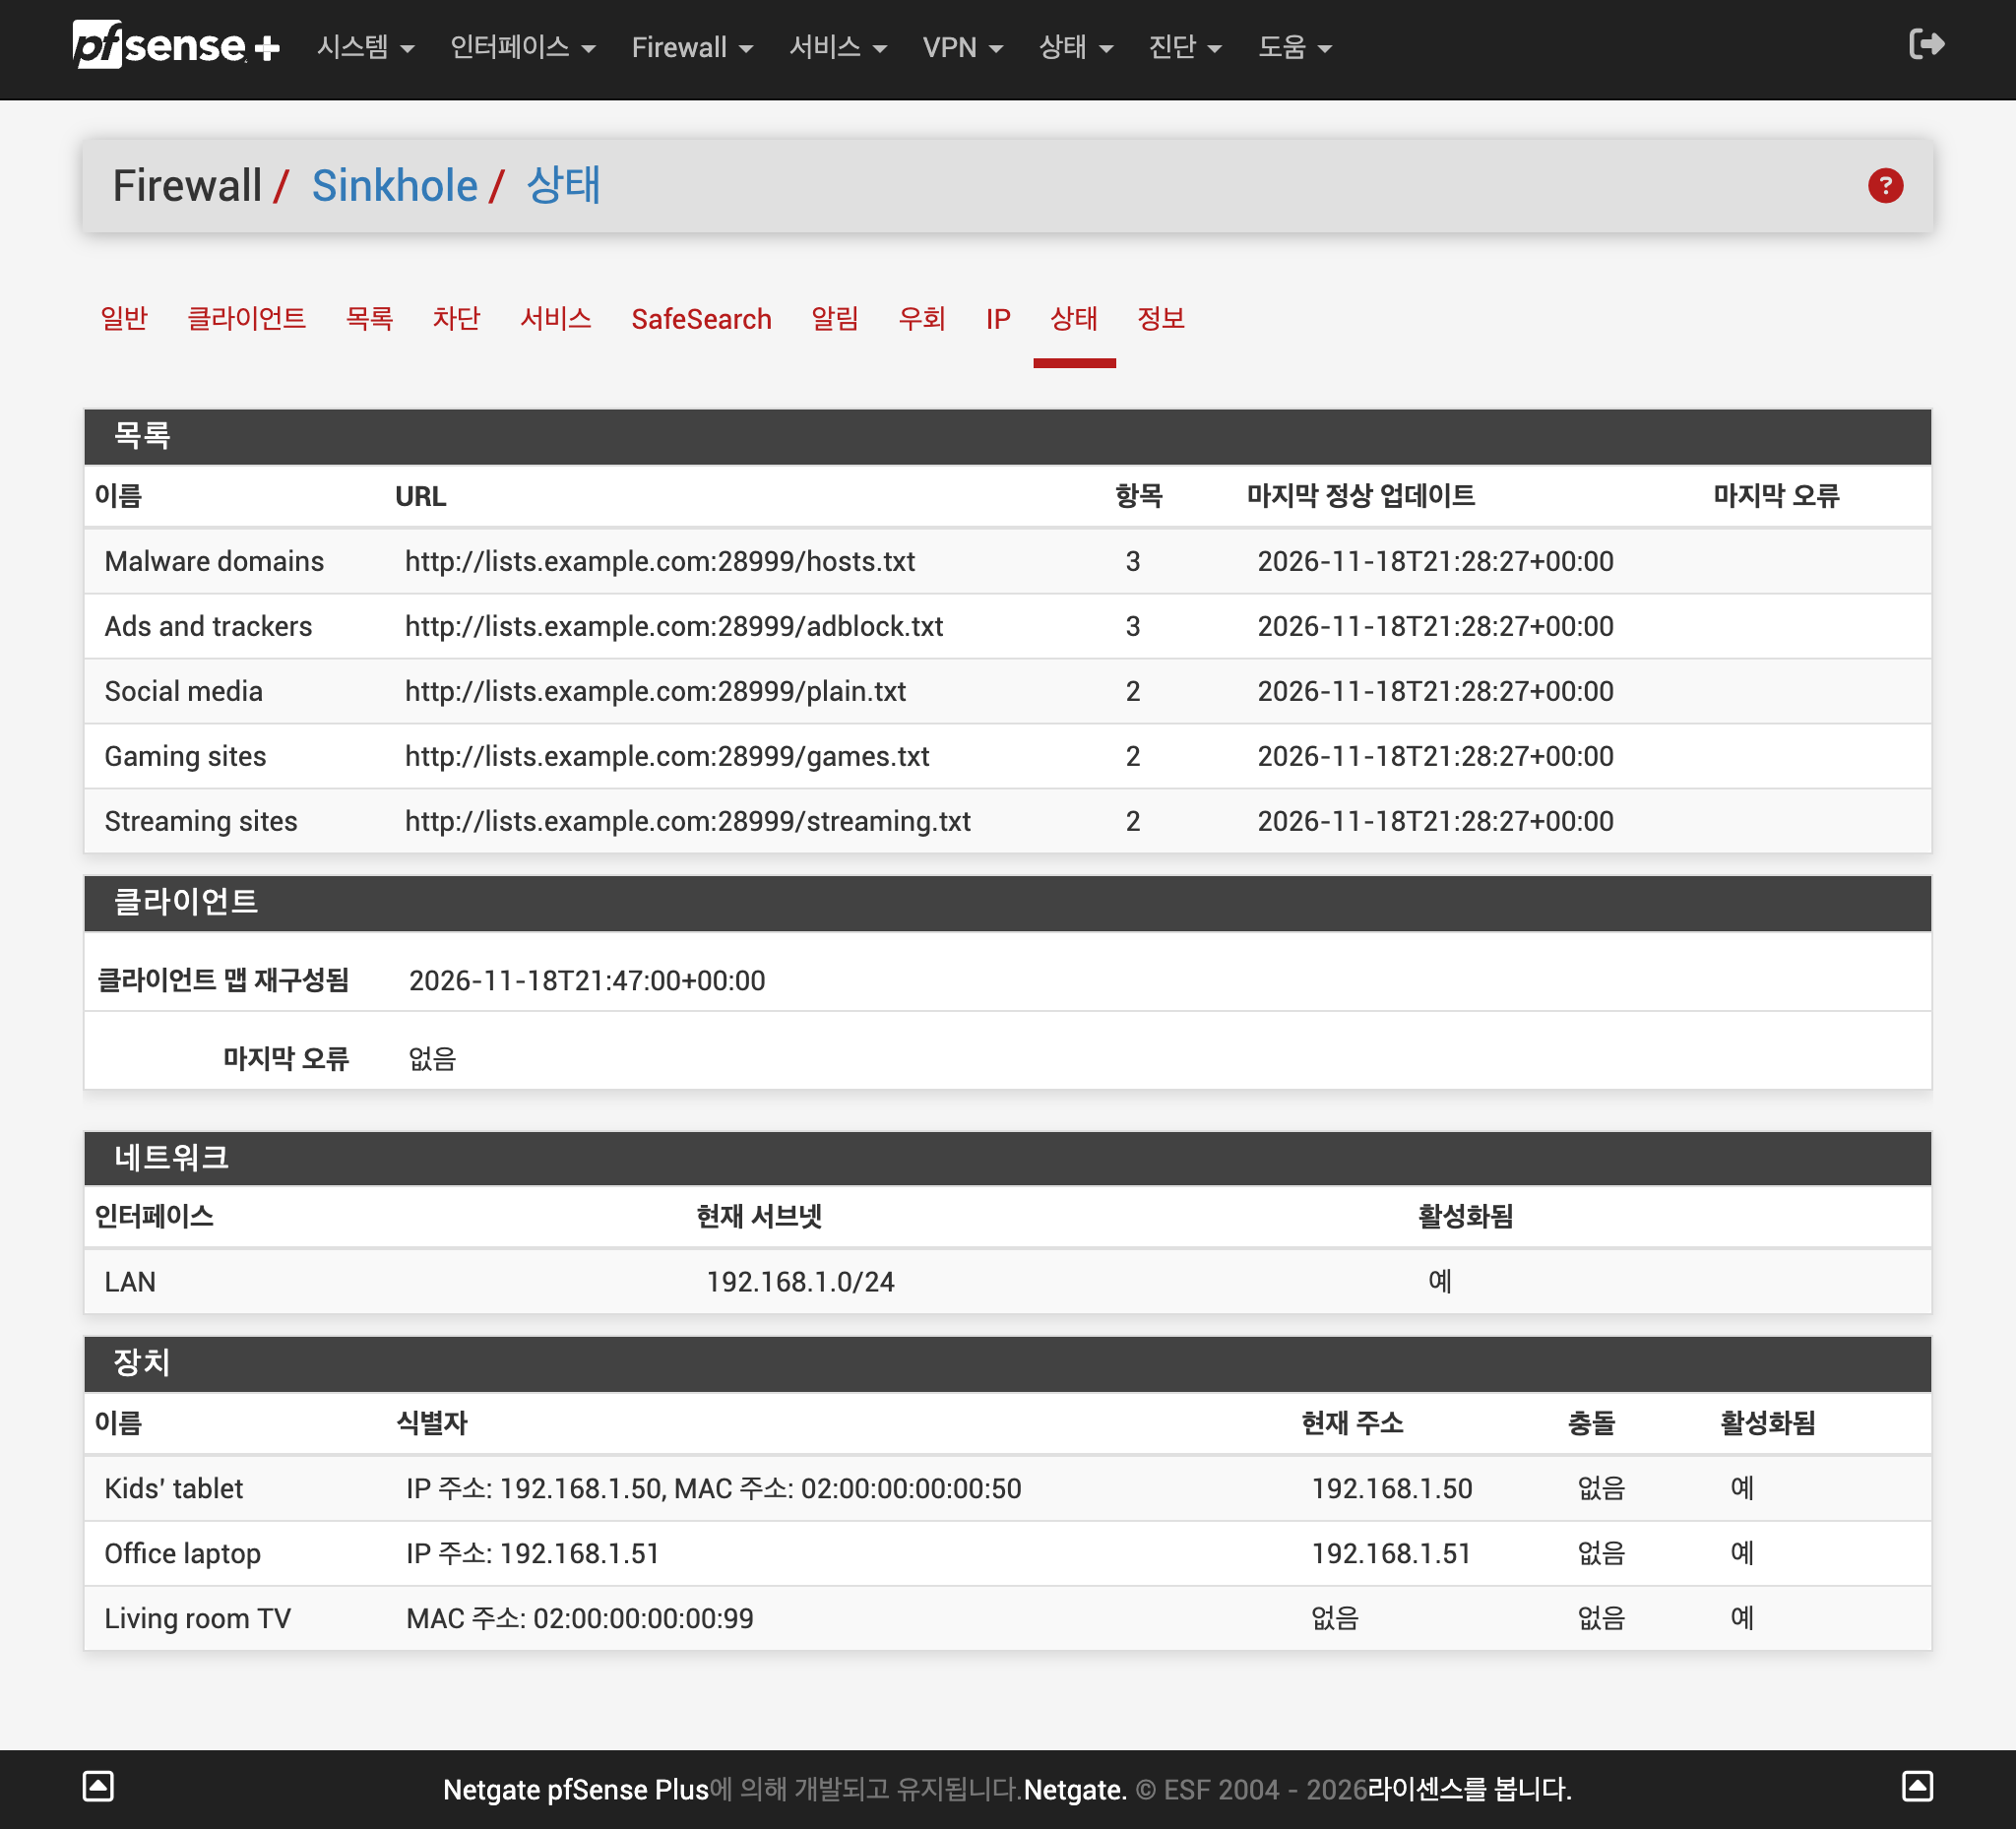 pfsense+ 시스템 인터페이스 Firewall 서비스 VPN 상태 진단 도움
Firewall / Sinkhole / 상태
일반 클라이언트 목록 차단 서비스 SafeSearch 알림 우회 IP 상태 정보
목록
이름 URL 항목 마지막 정상 업데이트 마지막 오류
Malware domains http://lists.example.com:28999/hosts.txt 3 2026-11-18T21:28:27+00:00
Ads and trackers http://lists.example.com:28999/adblock.txt 3 2026-11-18T21:28:27+00:00
Social media http://lists.example.com:28999/plain.txt 2 2026-11-18T21:28:27+00:00
Gaming sites http://lists.example.com:28999/games.txt 2 2026-11-18T21:28:27+00:00
Streaming sites http://lists.example.com:28999/streaming.txt 2 2026-11-18T21:28:27+00:00
클라이언트
클라이언트 맵 재구성됨 2026-11-18T21:47:00+00:00
마지막 오류 없음
네트워크
인터페이스 현재 서브넷 활성화됨
LAN 192.168.1.0/24 예
장치
이름 식별자 현재 주소 충돌 활성화됨
Kids' tablet IP 주소: 192.168.1.50, MAC 주소: 02:00:00:00:00:50 192.168.1.50 없음 예
Office laptop IP 주소: 192.168.1.51 192.168.1.51 없음 예
Living room TV MAC 주소: 02:00:00:00:00:99 없음 없음 예
Netgate pfSense Plus에 의해 개발되고 유지됩니다.Netgate. © ESF 2004 - 2026라이센스를 봅니다.